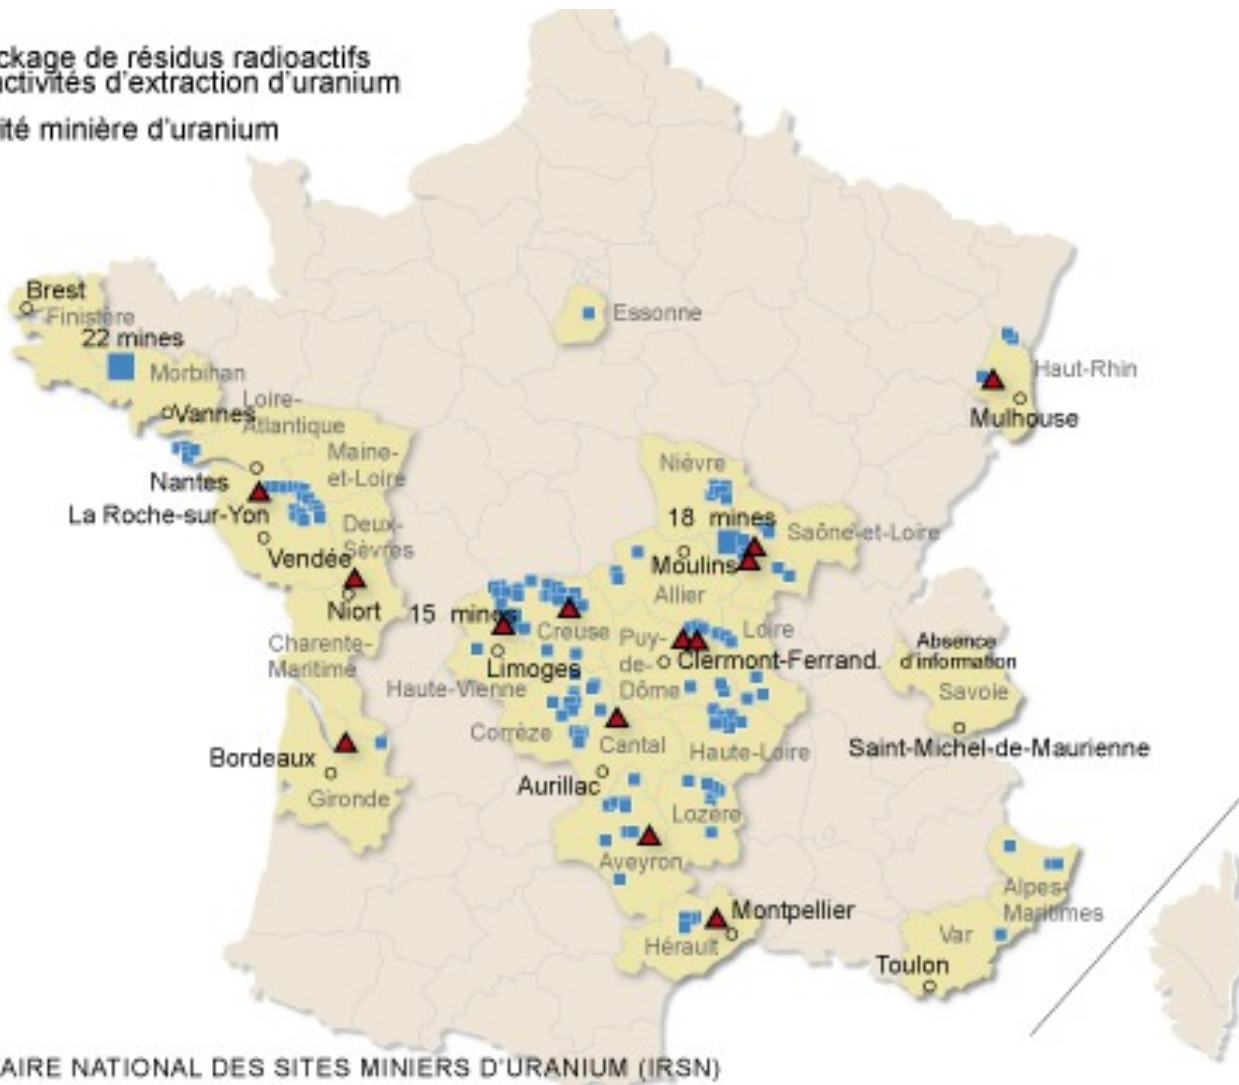 ckage de résidus radioactifs
activités d'extraction d'uranium
ité minière d'uranium
Brest
Finistère
22 mines
Morbihan
Vannes
Loire-
Atlantique
Maine-
et-Loire
Nantes
La Roche-sur-Yon
Deux-
Sèvres
Vendée
Niort
Charente-
Maritime
Bordeaux
Gironde
Essonne
Haut-Rhin
Mulhouse
Nièvre
18 mines
Saône-et-Loire
Moulins
Allier
15 mines
Creuse
Limoges
Haute-Vienne
Puy-
de-
Dôme
Loire
Clermont-Ferrand.
Corrèze
Cantal
Haute-Loire
Aurillac
Lozère
Aveyron
Montpellier
Hérault
Absence
d'information
Savoie
Saint-Michel-de-Maurienne
Alpes-
Maritimes
Var
Toulon
AIRE NATIONAL DES SITES MINIERS D'URANIUM (IRSN)